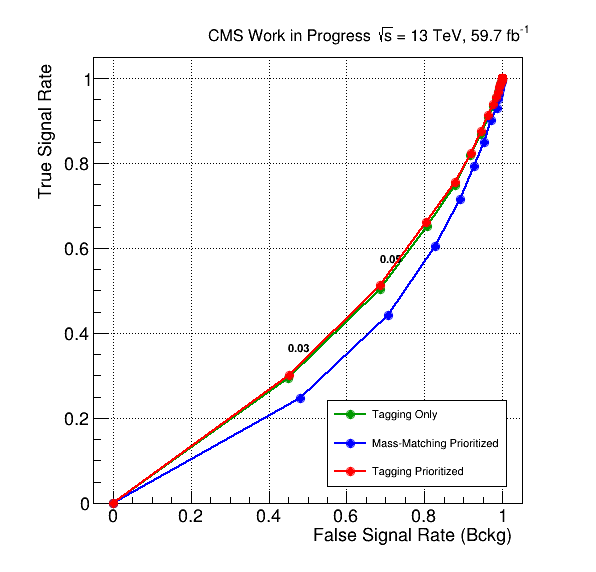 CMS Work in Progress √s = 13 TeV, 59.7 fb⁻¹
True Signal Rate
1
0.8
0.6
0.4
0.2
0
0.05
0.03
Tagging Only
Mass-Matching Prioritized
Tagging Prioritized
0 0.2 0.4 0.6 0.8 1
False Signal Rate (Bckg)